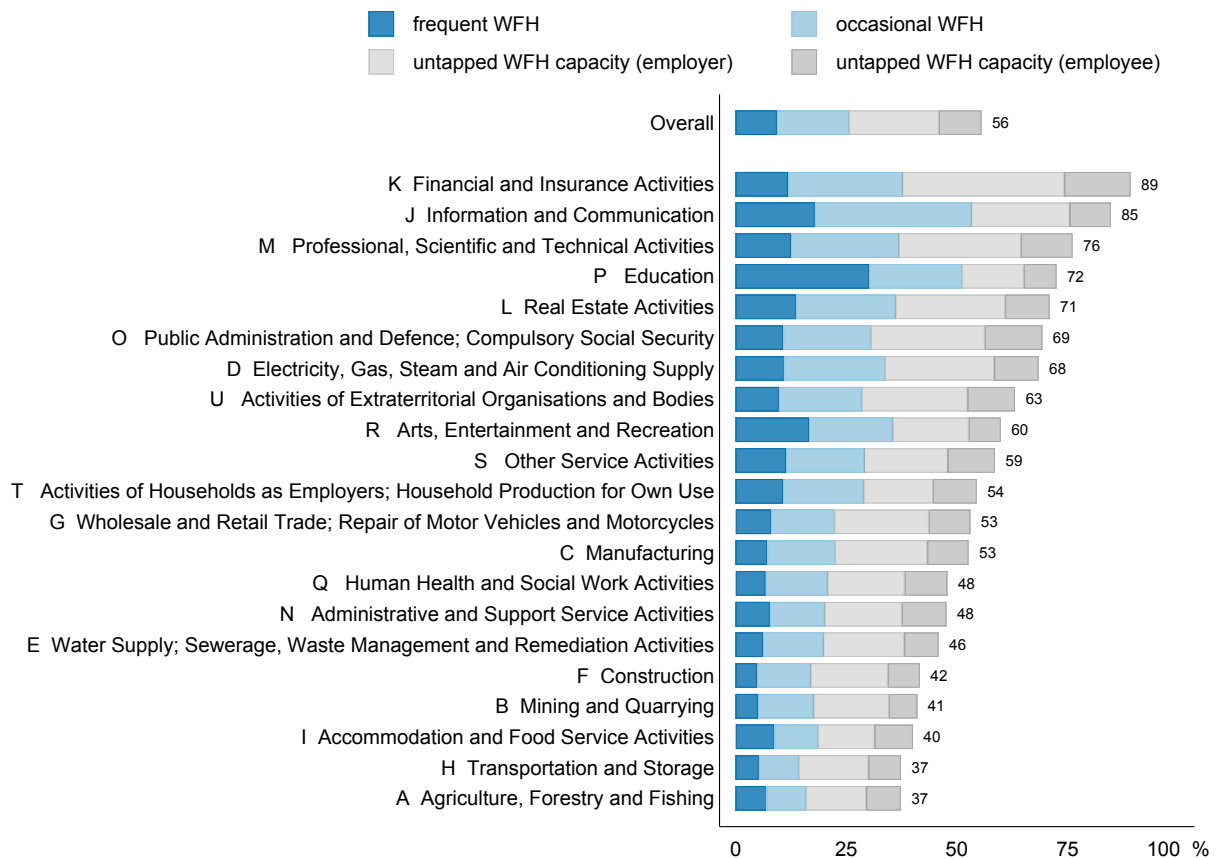 frequent WFH
occasional WFH
untapped WFH capacity (employer)
untapped WFH capacity (employee)
Overall 56
K Financial and Insurance Activities 89
J Information and Communication 85
M Professional, Scientific and Technical Activities 76
P Education 72
L Real Estate Activities 71
O Public Administration and Defence; Compulsory Social Security 69
D Electricity, Gas, Steam and Air Conditioning Supply 68
U Activities of Extraterritorial Organisations and Bodies 63
R Arts, Entertainment and Recreation 60
S Other Service Activities 59
T Activities of Households as Employers; Household Production for Own Use 54
G Wholesale and Retail Trade; Repair of Motor Vehicles and Motorcycles 53
C Manufacturing 53
Q Human Health and Social Work Activities 48
N Administrative and Support Service Activities 48
E Water Supply; Sewerage, Waste Management and Remediation Activities 46
F Construction 42
B Mining and Quarrying 41
I Accommodation and Food Service Activities 40
H Transportation and Storage 37
A Agriculture, Forestry and Fishing 37
0 25 50 75 100 %